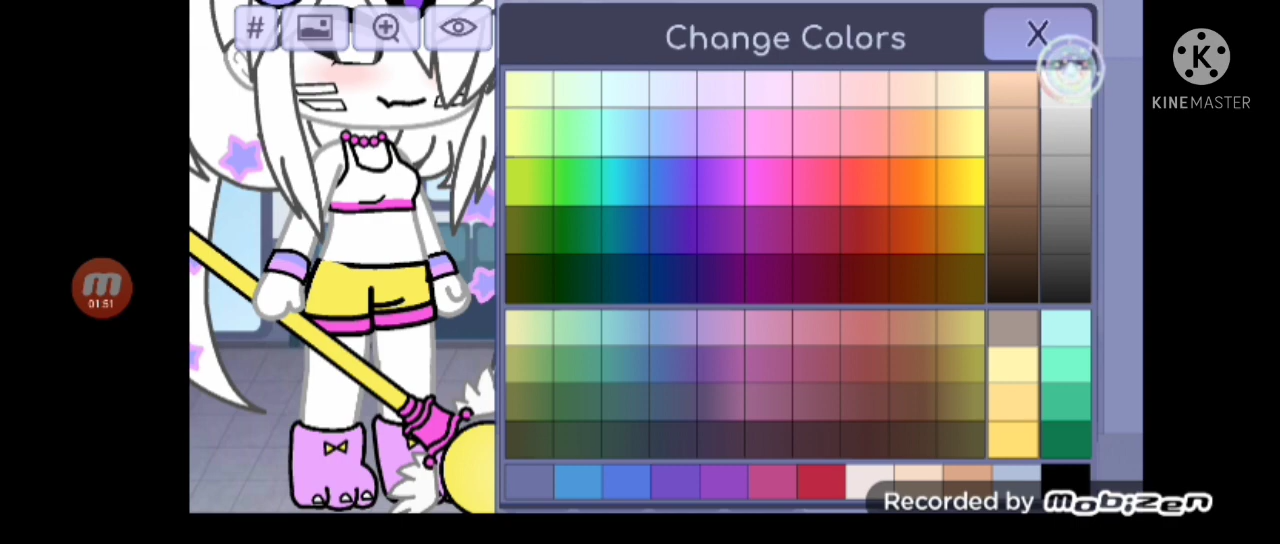 #
Change Colors
X
K
KINEMASTER
m
01:51
Recorded by mobizen